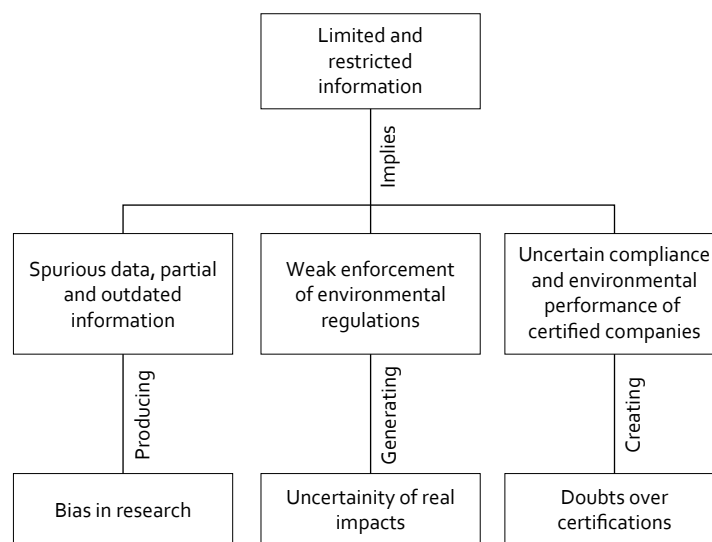 Limited and
restricted
information
Implies
Spurious data, partial
and outdated
information
Weak enforcement
of environmental
regulations
Uncertain compliance
and environmental
performance of
certified companies
Producing
Generating
Creating
Bias in research
Uncertainity of real
impacts
Doubts over
certifications